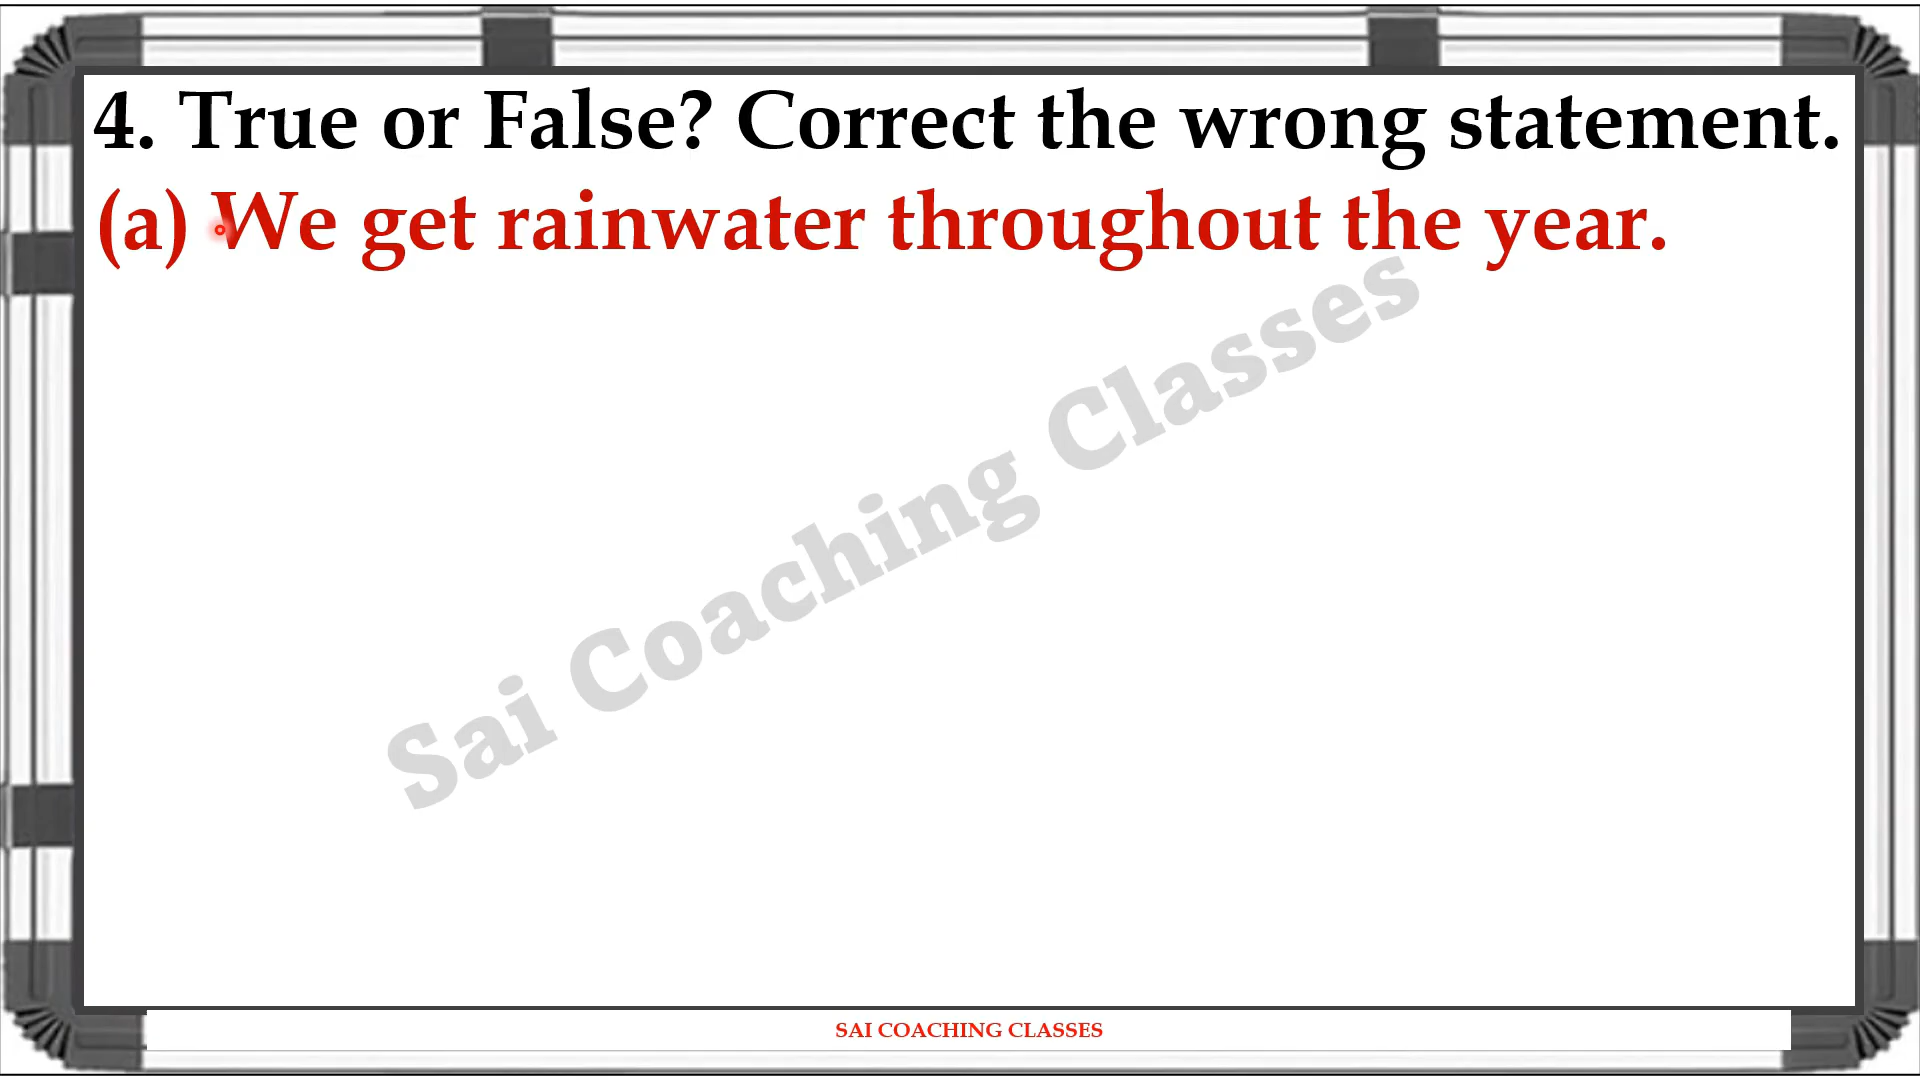 4. True or False? Correct the wrong statement.
(a) We get rainwater throughout the year.
Sai Coaching Classes
SAI COACHING CLASSES